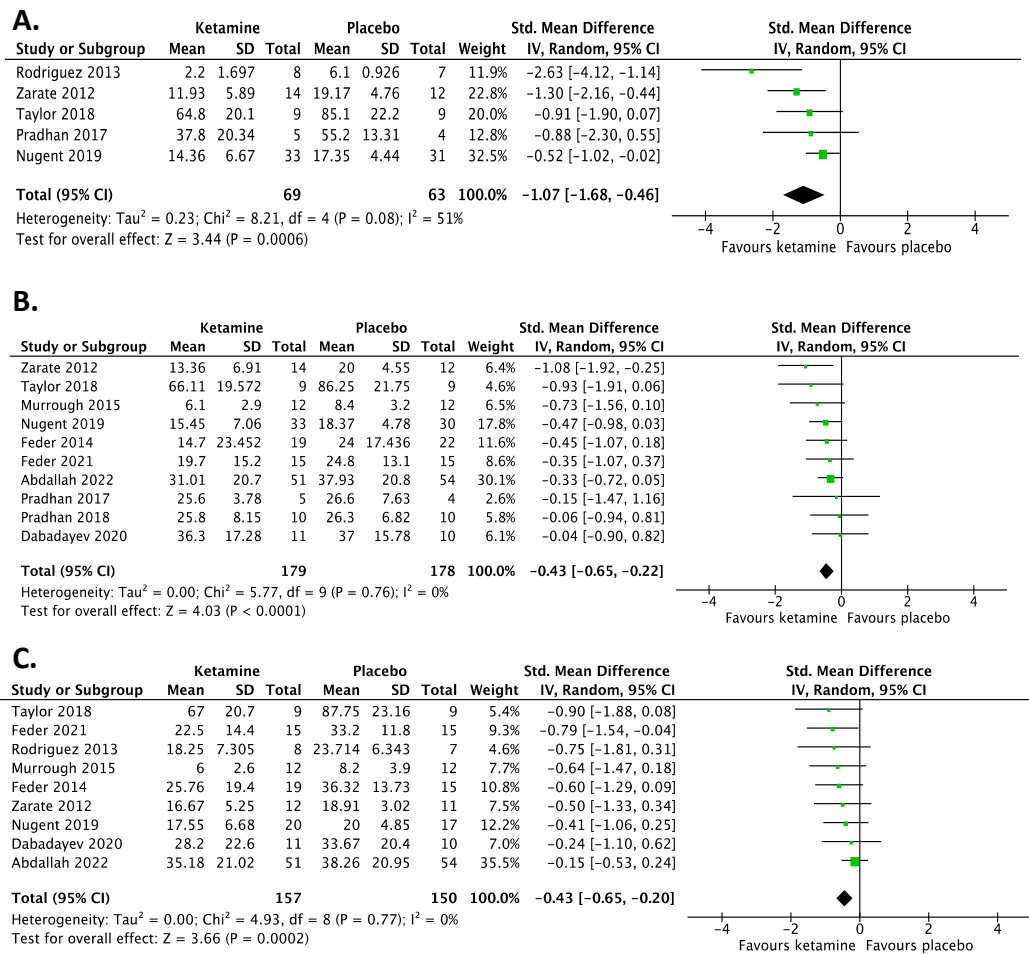 A.
Ketamine Placebo Std. Mean Difference Std. Mean Difference
Study or Subgroup Mean SD Total Mean SD Total Weight IV, Random, 95% CI IV, Random, 95% CI
Rodriguez 2013 2.2 1.697 8 6.1 0.926 7 11.9% −2.63 [−4.12, −1.14]
Zarate 2012 11.93 5.89 14 19.17 4.76 12 22.8% −1.30 [−2.16, −0.44]
Taylor 2018 64.8 20.1 9 85.1 22.2 9 20.0% −0.91 [−1.90, 0.07]
Pradhan 2017 37.8 20.34 5 55.2 13.31 4 12.8% −0.88 [−2.30, 0.55]
Nugent 2019 14.36 6.67 33 17.35 4.44 31 32.5% −0.52 [−1.02, −0.02]
Total (95% CI) 69 63 100.0% −1.07 [−1.68, −0.46]
Heterogeneity: Tau² = 0.23; Chi² = 8.21, df = 4 (P = 0.08); I² = 51%
Test for overall effect: Z = 3.44 (P = 0.0006)
−4 −2 0 2 4
Favours ketamine Favours placebo
B.
Ketamine Placebo Std. Mean Difference Std. Mean Difference
Study or Subgroup Mean SD Total Mean SD Total Weight IV, Random, 95% CI IV, Random, 95% CI
Zarate 2012 13.36 6.91 14 20 4.55 12 6.4% −1.08 [−1.92, −0.25]
Taylor 2018 66.11 19.572 9 86.25 21.75 9 4.6% −0.93 [−1.91, 0.06]
Murrough 2015 6.1 2.9 12 8.4 3.2 12 6.5% −0.73 [−1.56, 0.10]
Nugent 2019 15.45 7.06 33 18.37 4.78 30 17.8% −0.47 [−0.98, 0.03]
Feder 2014 14.7 23.452 19 24 17.436 22 11.6% −0.45 [−1.07, 0.18]
Feder 2021 19.7 15.2 15 24.8 13.1 15 8.6% −0.35 [−1.07, 0.37]
Abdallah 2022 31.01 20.7 51 37.93 20.8 54 30.1% −0.33 [−0.72, 0.05]
Pradhan 2017 25.6 3.78 5 26.6 7.63 4 2.6% −0.15 [−1.47, 1.16]
Pradhan 2018 25.8 8.15 10 26.3 6.82 10 5.8% −0.06 [−0.94, 0.81]
Dabadayev 2020 36.3 17.28 11 37 15.78 10 6.1% −0.04 [−0.90, 0.82]
Total (95% CI) 179 178 100.0% −0.43 [−0.65, −0.22]
Heterogeneity: Tau² = 0.00; Chi² = 5.77, df = 9 (P = 0.76); I² = 0%
Test for overall effect: Z = 4.03 (P < 0.0001)
−4 −2 0 2 4
Favours ketamine Favours placebo
C.
Ketamine Placebo Std. Mean Difference Std. Mean Difference
Study or Subgroup Mean SD Total Mean SD Total Weight IV, Random, 95% CI IV, Random, 95% CI
Taylor 2018 67 20.7 9 87.75 23.16 9 5.4% −0.90 [−1.88, 0.08]
Feder 2021 22.5 14.4 15 33.2 11.8 15 9.3% −0.79 [−1.54, −0.04]
Rodriguez 2013 18.25 7.305 8 23.714 6.343 7 4.6% −0.75 [−1.81, 0.31]
Murrough 2015 6 2.6 12 8.2 3.9 12 7.7% −0.64 [−1.47, 0.18]
Feder 2014 25.76 19.4 19 36.32 13.73 15 10.8% −0.60 [−1.29, 0.09]
Zarate 2012 16.67 5.25 12 18.91 3.02 11 7.5% −0.50 [−1.33, 0.34]
Nugent 2019 17.55 6.68 20 20 4.85 17 12.2% −0.41 [−1.06, 0.25]
Dabadayev 2020 28.2 22.6 11 33.67 20.4 10 7.0% −0.24 [−1.10, 0.62]
Abdallah 2022 35.18 21.02 51 38.26 20.95 54 35.5% −0.15 [−0.53, 0.24]
Total (95% CI) 157 150 100.0% −0.43 [−0.65, −0.20]
Heterogeneity: Tau² = 0.00; Chi² = 4.93, df = 8 (P = 0.77); I² = 0%
Test for overall effect: Z = 3.66 (P = 0.0002)
−4 −2 0 2 4
Favours ketamine Favours placebo